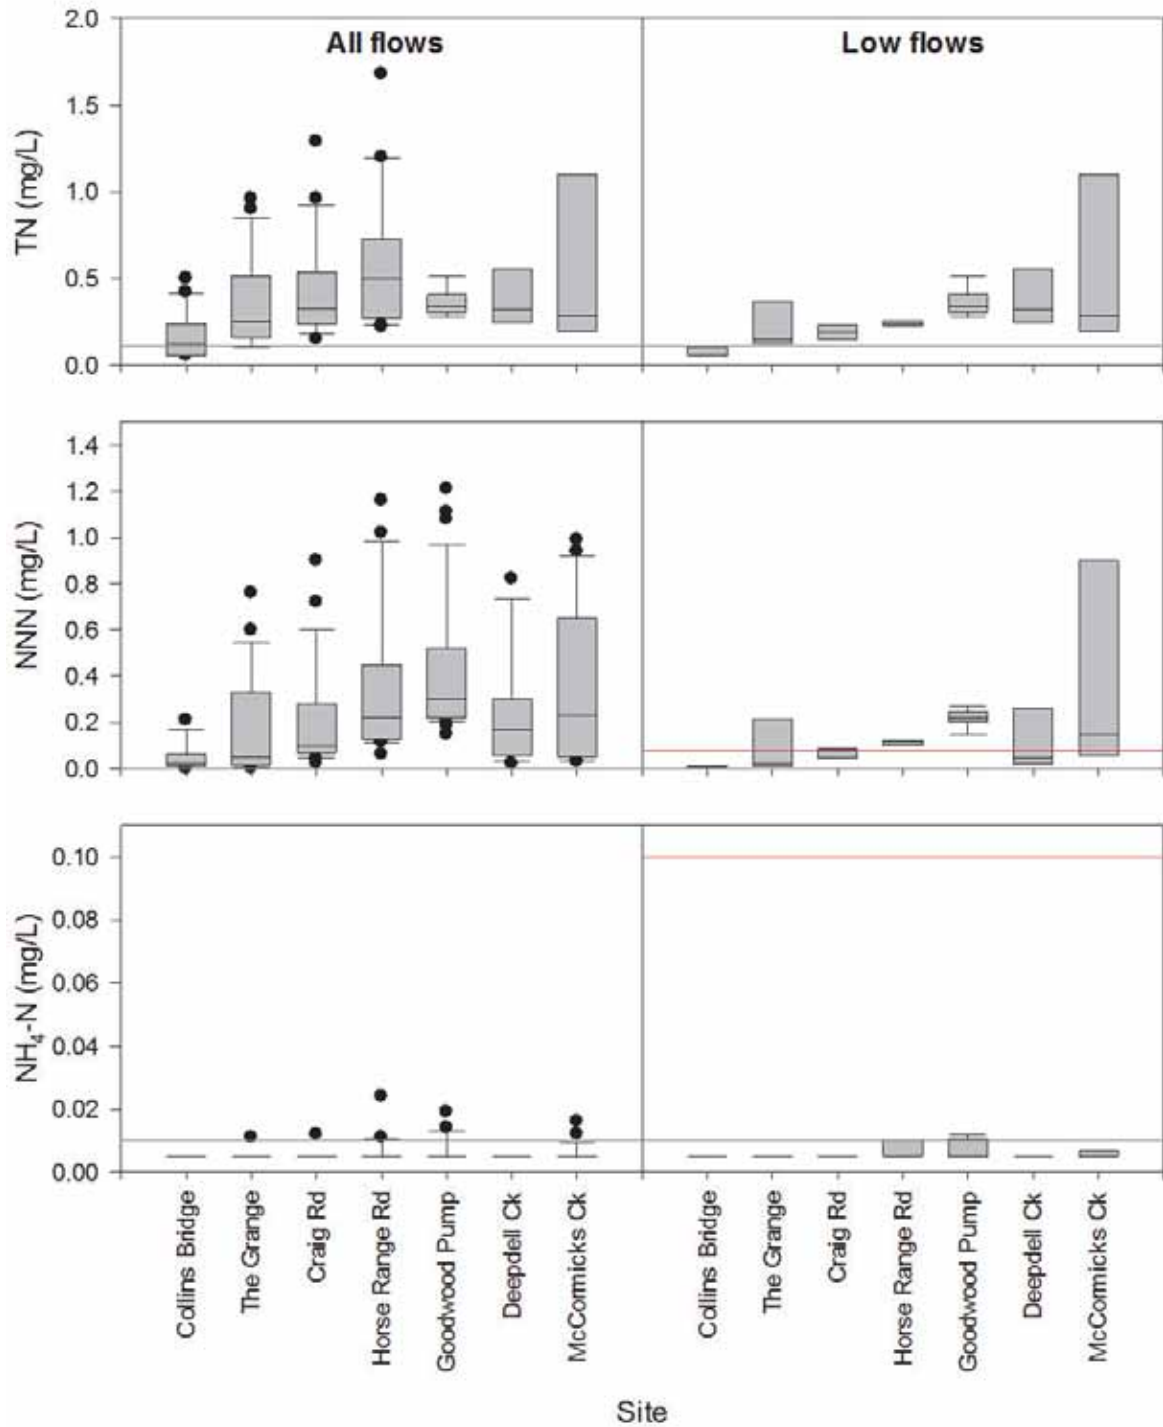 All flows
Low flows
TN (mg/L)
2.0
1.5
1.0
0.5
0.0
NNN (mg/L)
1.4
1.2
1.0
0.8
0.6
0.4
0.2
0.0
NH₄-N (mg/L)
0.10
0.08
0.06
0.04
0.02
0.00
Collins Bridge
The Grange
Craig Rd
Horse Range Rd
Goodwood Pump
Deepdell Ck
McCormicks Ck
Collins Bridge
The Grange
Craig Rd
Horse Range Rd
Goodwood Pump
Deepdell Ck
McCormicks Ck
Site